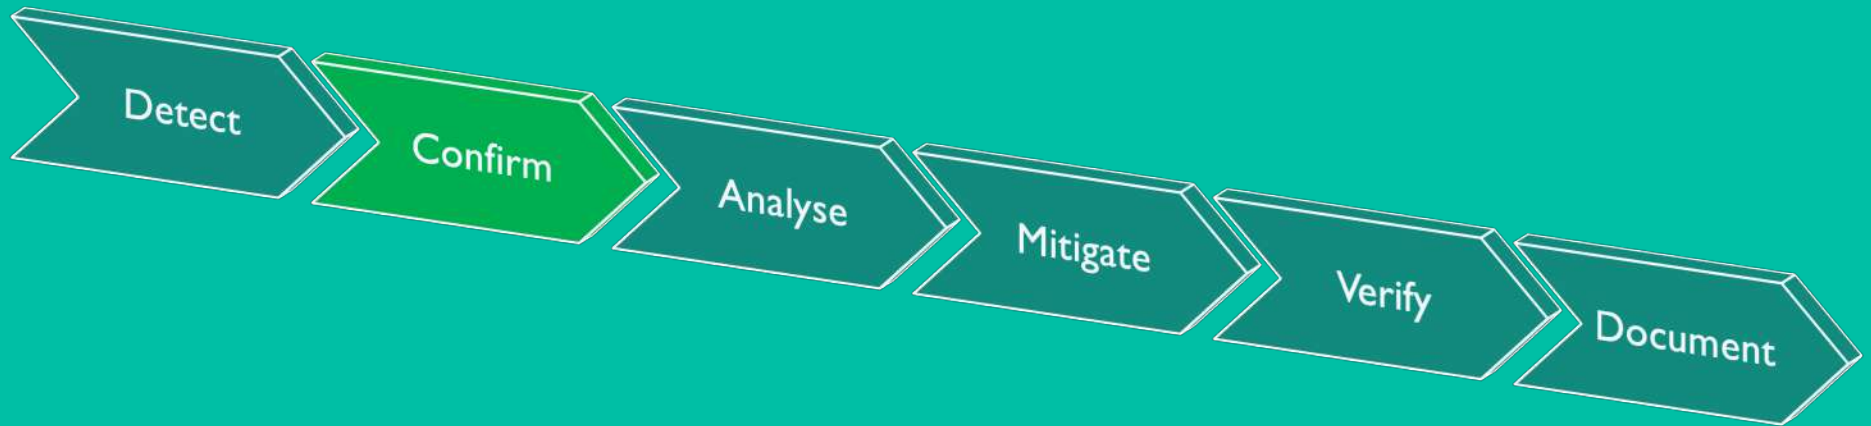 Detect
Confirm
Analyse
Mitigate
Verify
Document